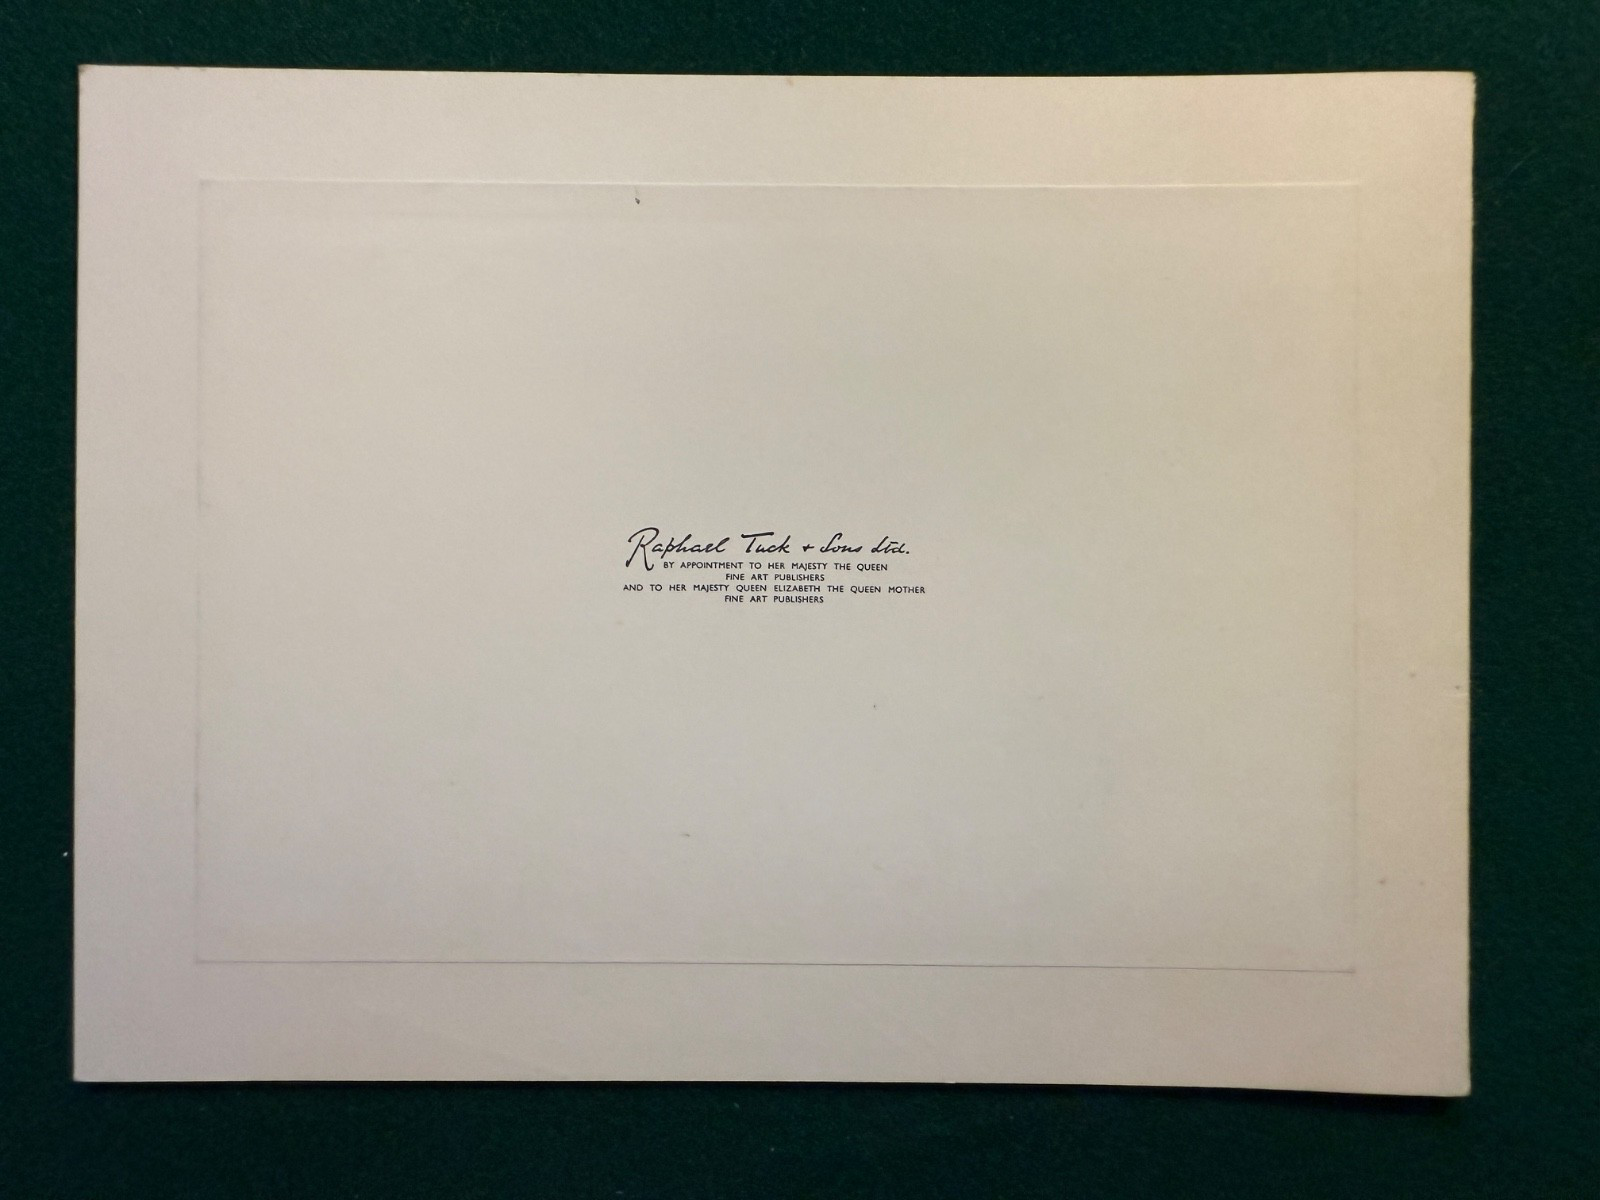 Raphael Tuck + Sons Ltd.
BY APPOINTMENT TO HER MAJESTY THE QUEEN
FINE ART PUBLISHERS
AND TO HER MAJESTY QUEEN ELIZABETH THE QUEEN MOTHER
FINE ART PUBLISHERS